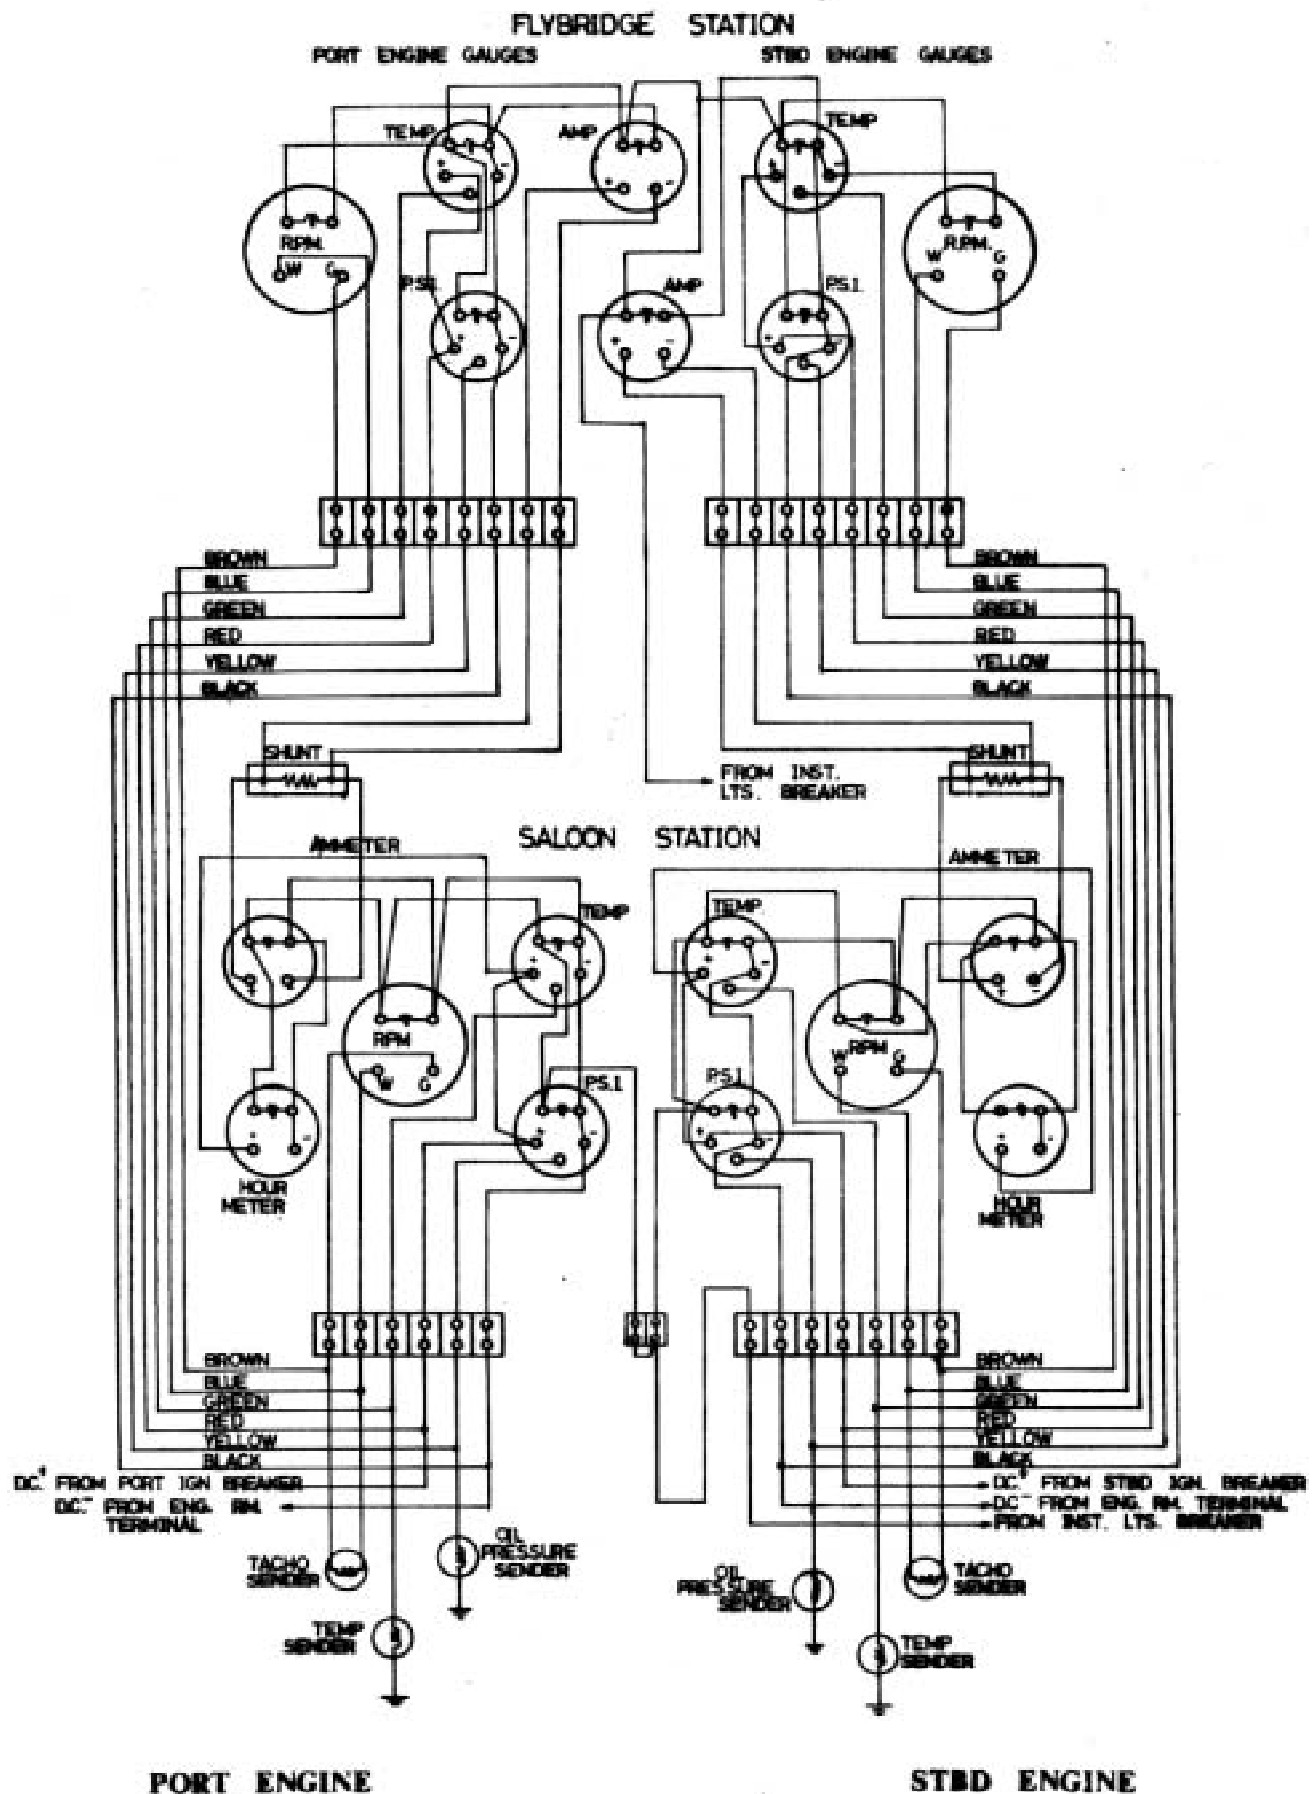 FLYBRIDGE STATION
PORT ENGINE GAUGES
STBD ENGINE GAUGES
TEMP
AMP
TEMP
R.P.M.
W G
R.P.M.
W G
P.S.I.
AMP
P.S.I.
BROWN
BLUE
GREEN
RED
YELLOW
BLACK
BROWN
BLUE
GREEN
RED
YELLOW
BLACK
SHUNT
SHUNT
FROM INST.
LTS. BREAKER
SALOON STATION
AMMETER
AMMETER
TEMP
TEMP
RPM
W G
RPM
W G
P.S.I.
P.S.I.
HOUR
METER
HOUR
METER
BROWN
BLUE
GREEN
RED
YELLOW
BLACK
BROWN
BLUE
GREEN
RED
YELLOW
BLACK
DC.+ FROM PORT IGN BREAKER
D.C.- FROM ENG. RM.
TERMINAL
DC.+ FROM STBD IGN. BREAKER
DC- FROM ENG. RM. TERMINAL
FROM INST. LTS. BREAKER
TACHO
SENDER
OIL
PRESSURE
SENDER
TEMP
SENDER
OIL
PRESSURE
SENDER
TACHO
SENDER
TEMP
SENDER
PORT ENGINE
STBD ENGINE